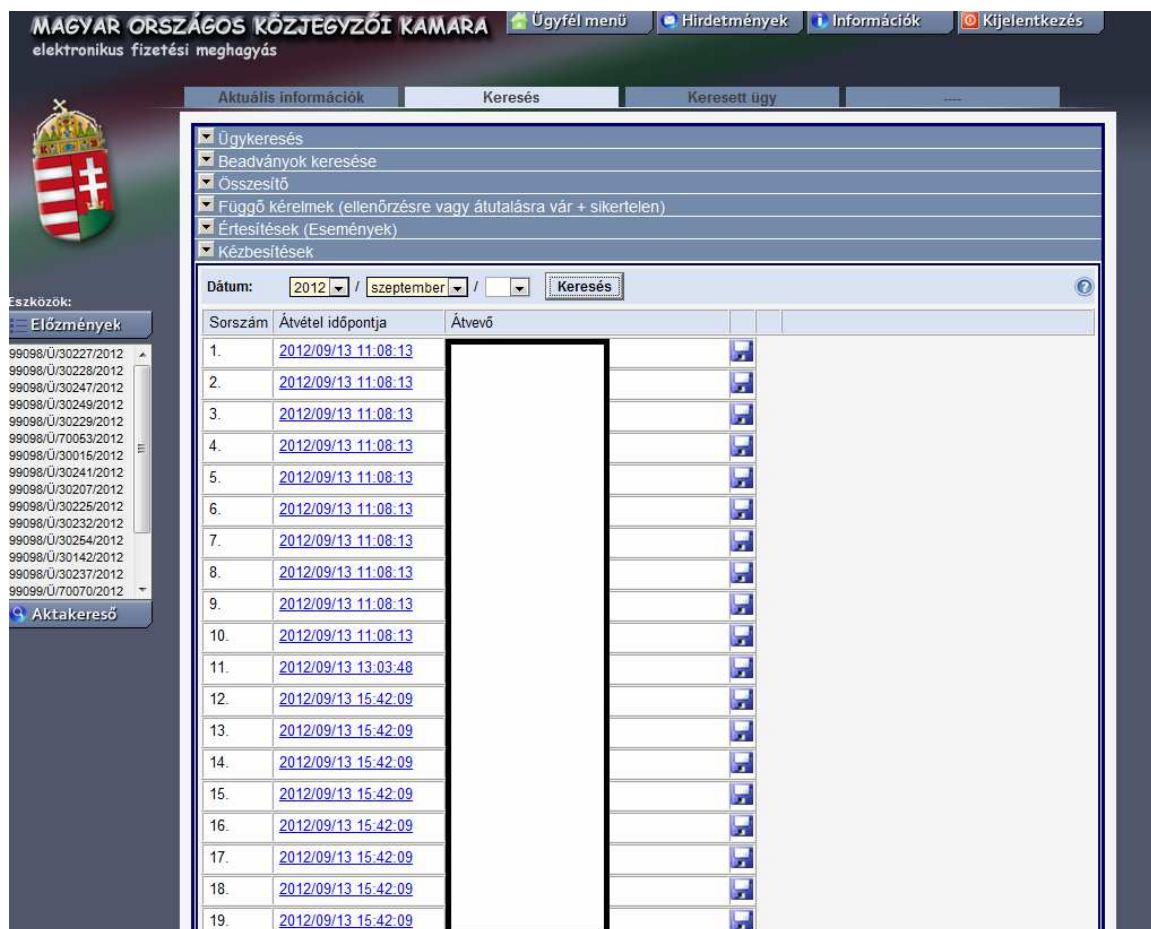 MAGYAR ORSZÁGOS KÖZJEGYZŐI KAMARA
elektronikus fizetési meghagyás
Ügyfél menü
Hirdetmények
Információk
Kijelentkezés
Aktuális információk
Keresés
Keresett ügy
----
Ügykeresés
Beadványok keresése
Összesítő
Függő kérelmek (ellenőrzésre vagy átutalásra vár + sikertelen)
Értesítések (Események)
Kézbesítések
Dátum: 2012 / szeptember / Keresés
Eszközök:
Előzmények
99098/Ü/30227/2012
99098/Ü/30228/2012
99098/Ü/30247/2012
99098/Ü/30249/2012
99098/Ü/30229/2012
99098/Ü/70053/2012
99098/Ü/30015/2012
99098/Ü/30241/2012
99098/Ü/30207/2012
99098/Ü/30225/2012
99098/Ü/30232/2012
99098/Ü/30254/2012
99098/Ü/30142/2012
99098/Ü/30237/2012
99099/Ü/70070/2012
Aktakereső
Sorszám Átvétel időpontja Átvevő
1. 2012/09/13 11:08:13
2. 2012/09/13 11:08:13
3. 2012/09/13 11:08:13
4. 2012/09/13 11:08:13
5. 2012/09/13 11:08:13
6. 2012/09/13 11:08:13
7. 2012/09/13 11:08:13
8. 2012/09/13 11:08:13
9. 2012/09/13 11:08:13
10. 2012/09/13 11:08:13
11. 2012/09/13 13:03:48
12. 2012/09/13 15:42:09
13. 2012/09/13 15:42:09
14. 2012/09/13 15:42:09
15. 2012/09/13 15:42:09
16. 2012/09/13 15:42:09
17. 2012/09/13 15:42:09
18. 2012/09/13 15:42:09
19. 2012/09/13 15:42:09